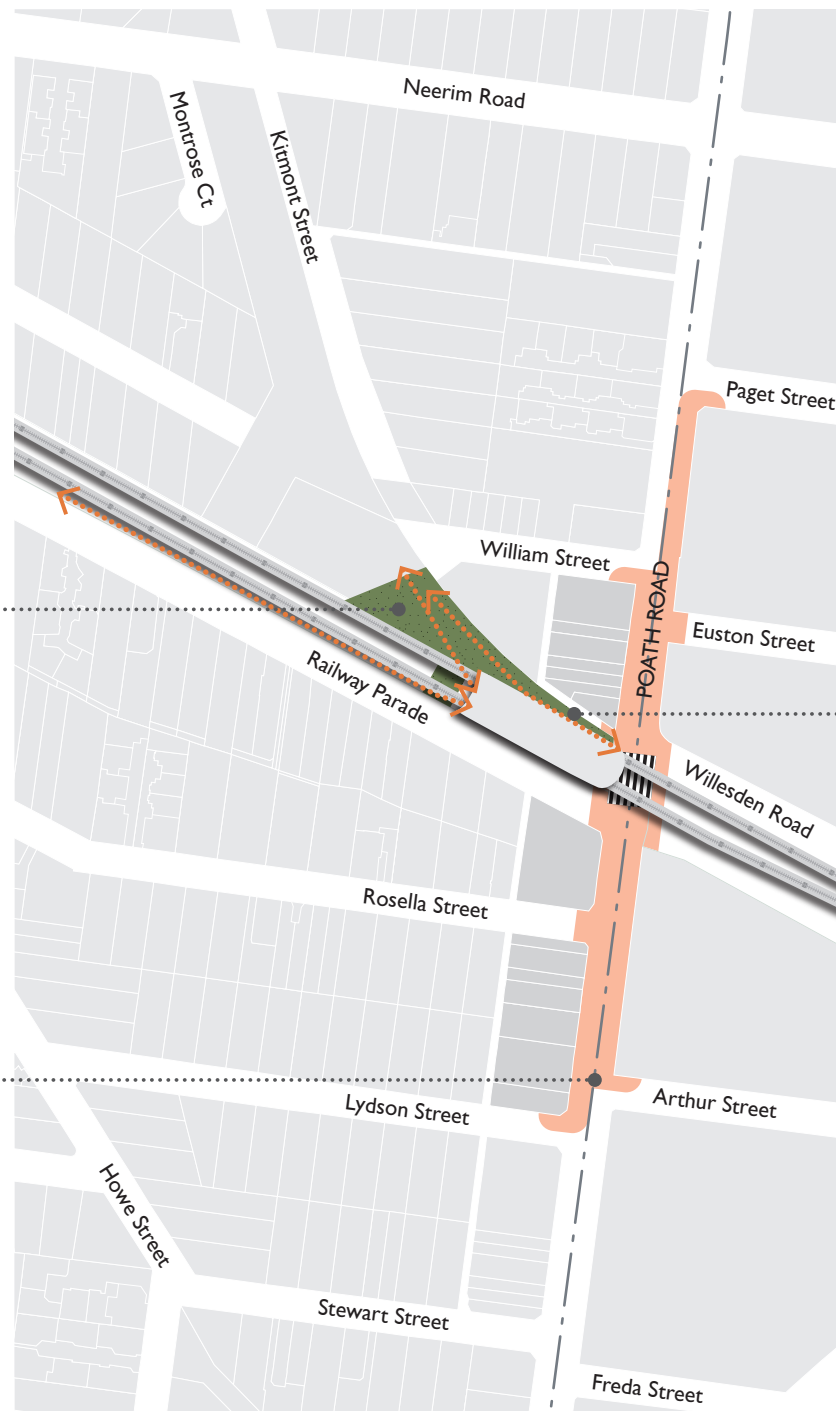 Neerim Road
Montrose Ct
Kitmont Street
Paget Street
William Street
POATH ROAD
Euston Street
Railway Parade
Willesden Road
Rosella Street
Lydson Street
Arthur Street
Howe Street
Stewart Street
Freda Street